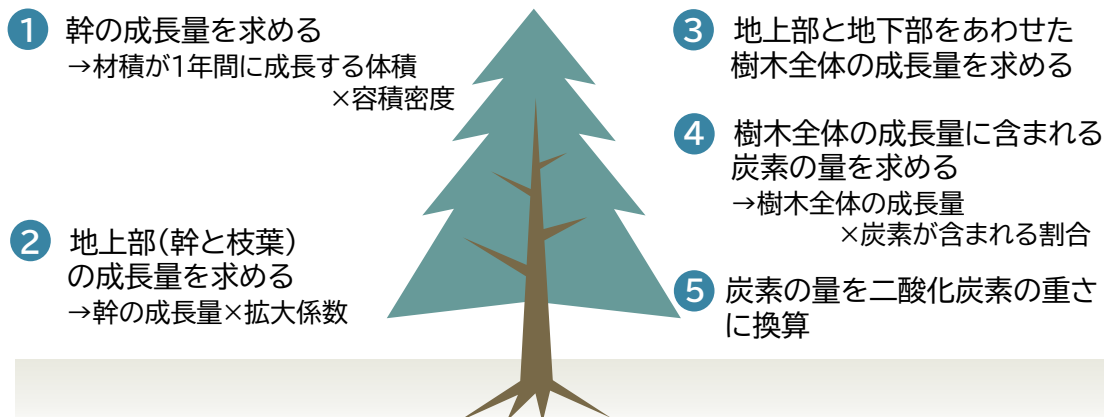 1 幹の成長量を求める
→材積が1年間に成長する体積
×容積密度
2 地上部(幹と枝葉)
の成長量を求める
→幹の成長量×拡大係数
3 地上部と地下部をあわせた
樹木全体の成長量を求める
4 樹木全体の成長量に含まれる
炭素の量を求める
→樹木全体の成長量
×炭素が含まれる割合
5 炭素の量を二酸化炭素の重さ
に換算